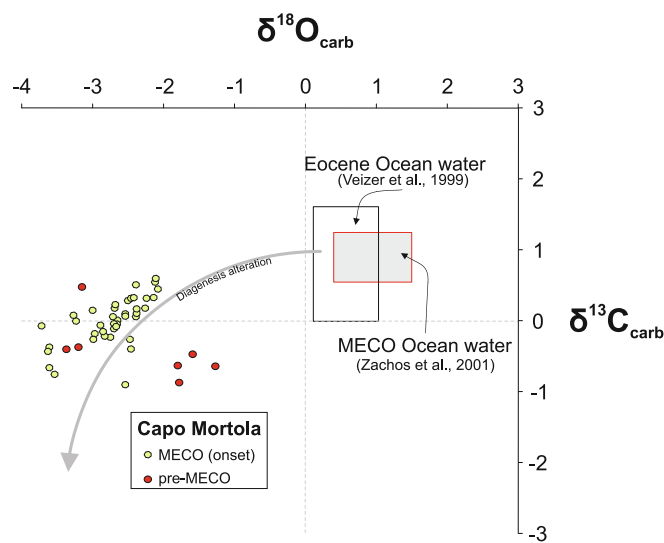 δ18Ocarb
-4 -3 -2 -1 0 1 2 3
3
Eocene Ocean water
(Veizer et al., 1999)
2
Diagenesis alteration
1
0
δ13Ccarb
MECO Ocean water
(Zachos et al., 2001)
-1
Capo Mortola
MECO (onset)
pre-MECO
-2
-3